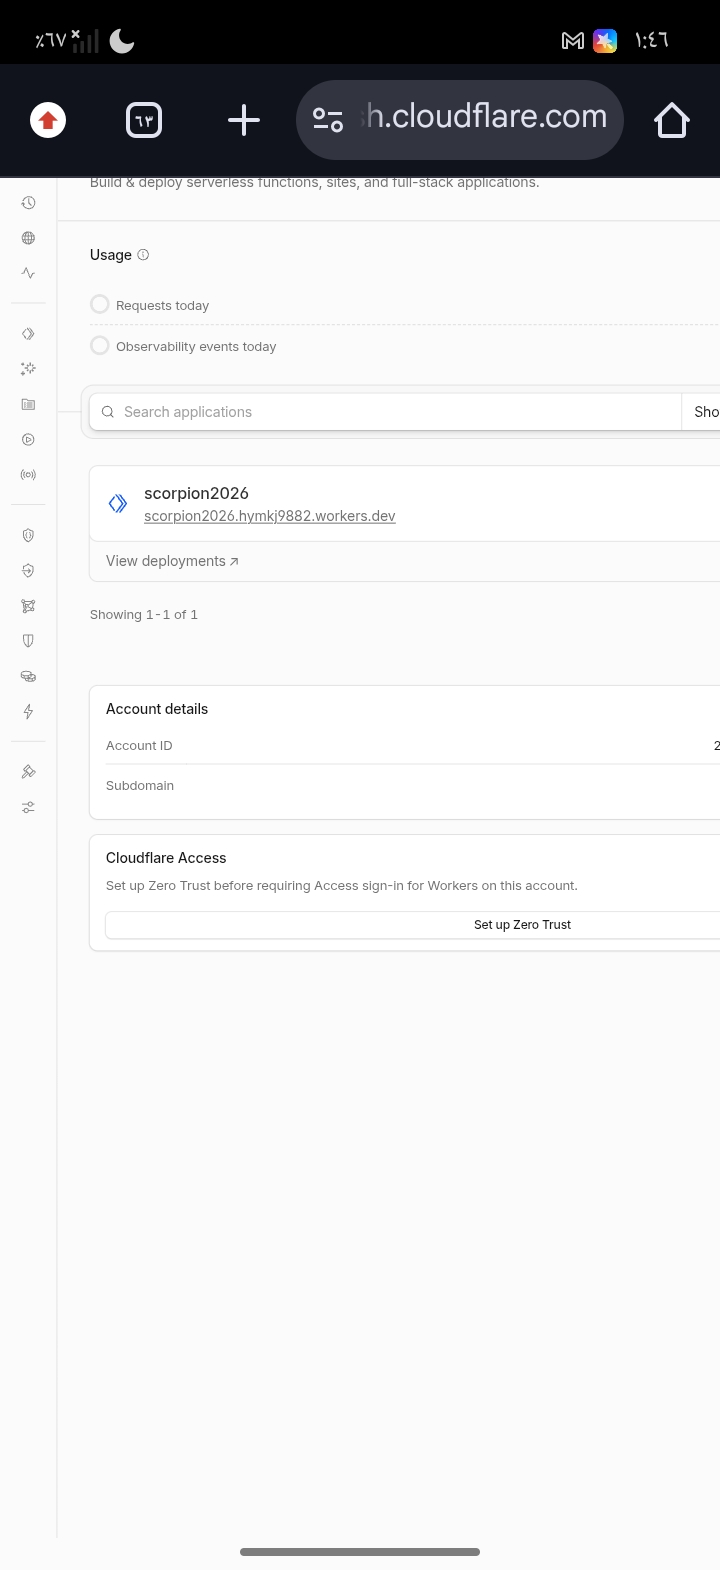 ٪٦٧
١:٤٦
٦٣
h.cloudflare.com
Build & deploy serverless functions, sites, and full-stack applications.
Usage
Requests today
Observability events today
Search applications
Sho
scorpion2026
scorpion2026.hymkj9882.workers.dev
View deployments ↗
Showing 1-1 of 1
Account details
Account ID
2
Subdomain
Cloudflare Access
Set up Zero Trust before requiring Access sign-in for Workers on this account.
Set up Zero Trust